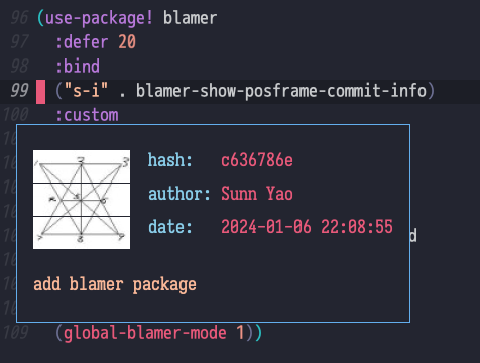 96 (use-package! blamer
97 :defer 20
98 :bind
99 ("s-i" . blamer-show-posframe-commit-info)
100 :custom
hash: c636786e
author: Sunn Yao
date: 2024-01-06 22:08:55
d
add blamer package
109 (global-blamer-mode 1))